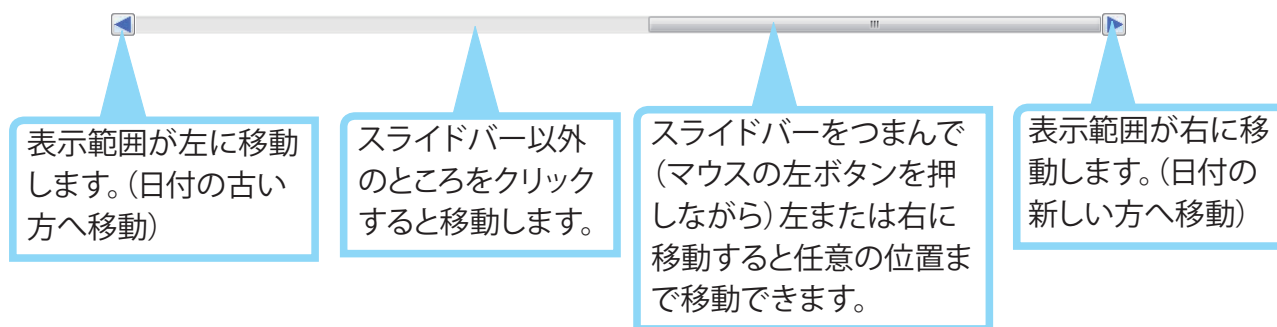 表示範囲が左に移動
します。(日付の古い
方へ移動)
スライドバー以外
のところをクリック
すると移動します。
スライドバーをつまんで
(マウスの左ボタンを押
しながら)左または右に
移動すると任意の位置ま
で移動できます。
表示範囲が右に移
動します。(日付の
新しい方へ移動)